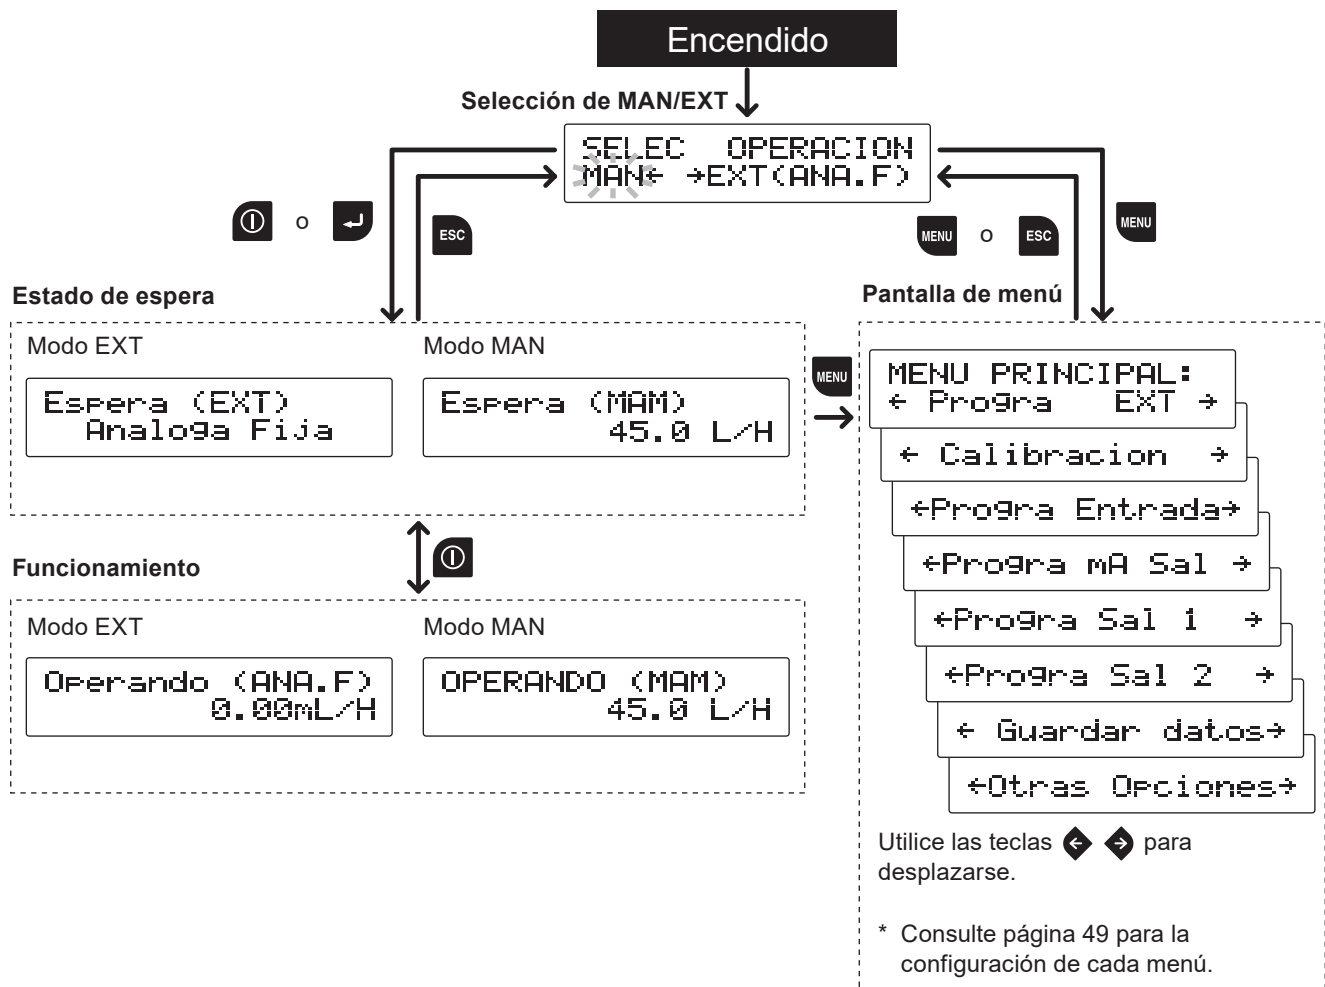 Encendido
Selección de MAN/EXT
SELEC OPERACION
MAN← →EXT(ANA.F)
o
ESC
MENU o ESC
MENU
Estado de espera
Modo EXT
Espera (EXT)
Analoga Fija
Modo MAN
Espera (MAM)
45.0 L/H
MENU
Funcionamiento
Modo EXT
Operando (ANA.F)
0.00mL/H
Modo MAN
OPERANDO (MAM)
45.0 L/H
Pantalla de menú
MENU PRINCIPAL:
← Progra EXT →
← Calibracion →
←Progra Entrada→
←Progra mA Sal →
←Progra Sal 1 →
←Progra Sal 2 →
← Guardar datos→
←Otras Opciones→
Utilice las teclas ← → para
desplazarse.
* Consulte página 49 para la
configuración de cada menú.